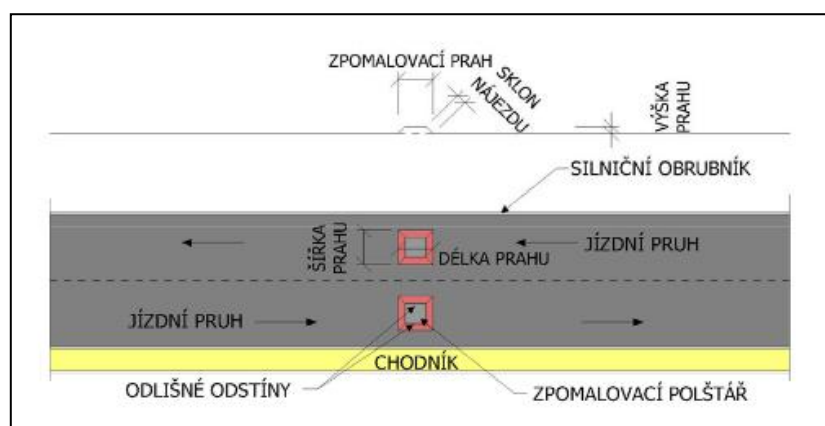 ZPOMALOVACÍ PRAH
SKLON
NÁJEZDU
VÝŠKA
PRAHU
SILNIČNÍ OBRUBNÍK
ŠÍŘKA
PRAHU
JÍZDNÍ PRUH
DÉLKA PRAHU
JÍZDNÍ PRUH
CHODNÍK
ODLIŠNÉ ODSTÍNY
ZPOMALOVACÍ POLŠTÁŘ